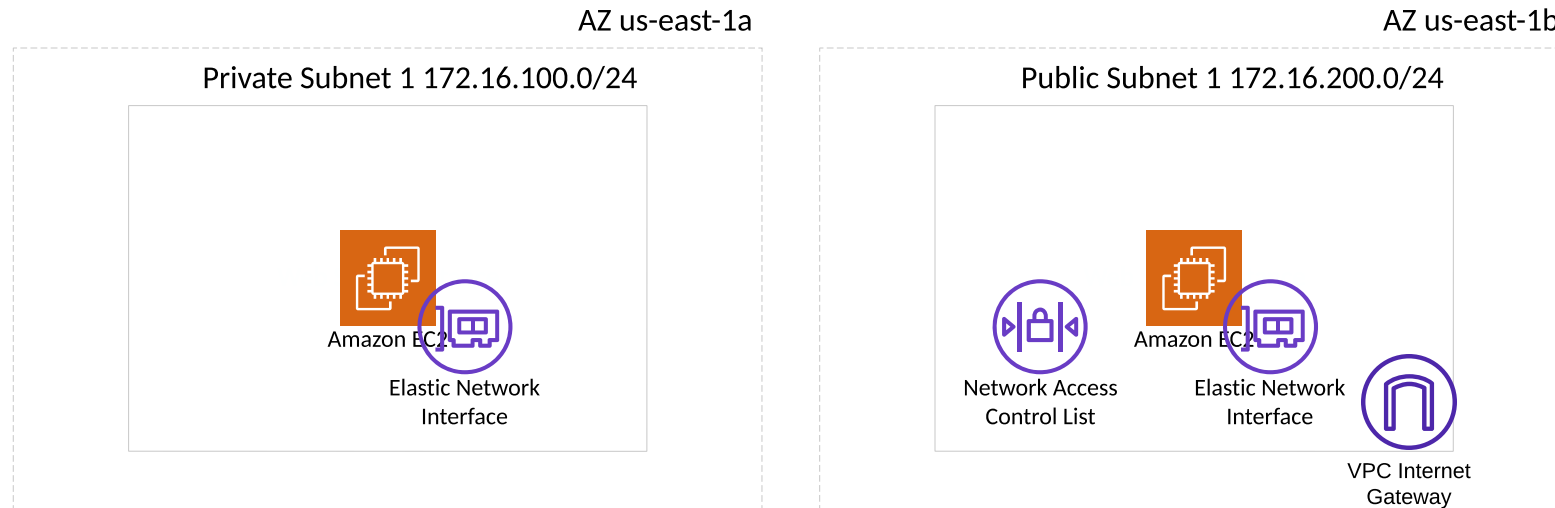 AZ us-east-1a
AZ us-east-1b
Private Subnet 1 172.16.100.0/24
Public Subnet 1 172.16.200.0/24
Amazon EC2
Amazon EC2
Elastic Network
Interface
Network Access
Control List
Elastic Network
Interface
VPC Internet
Gateway